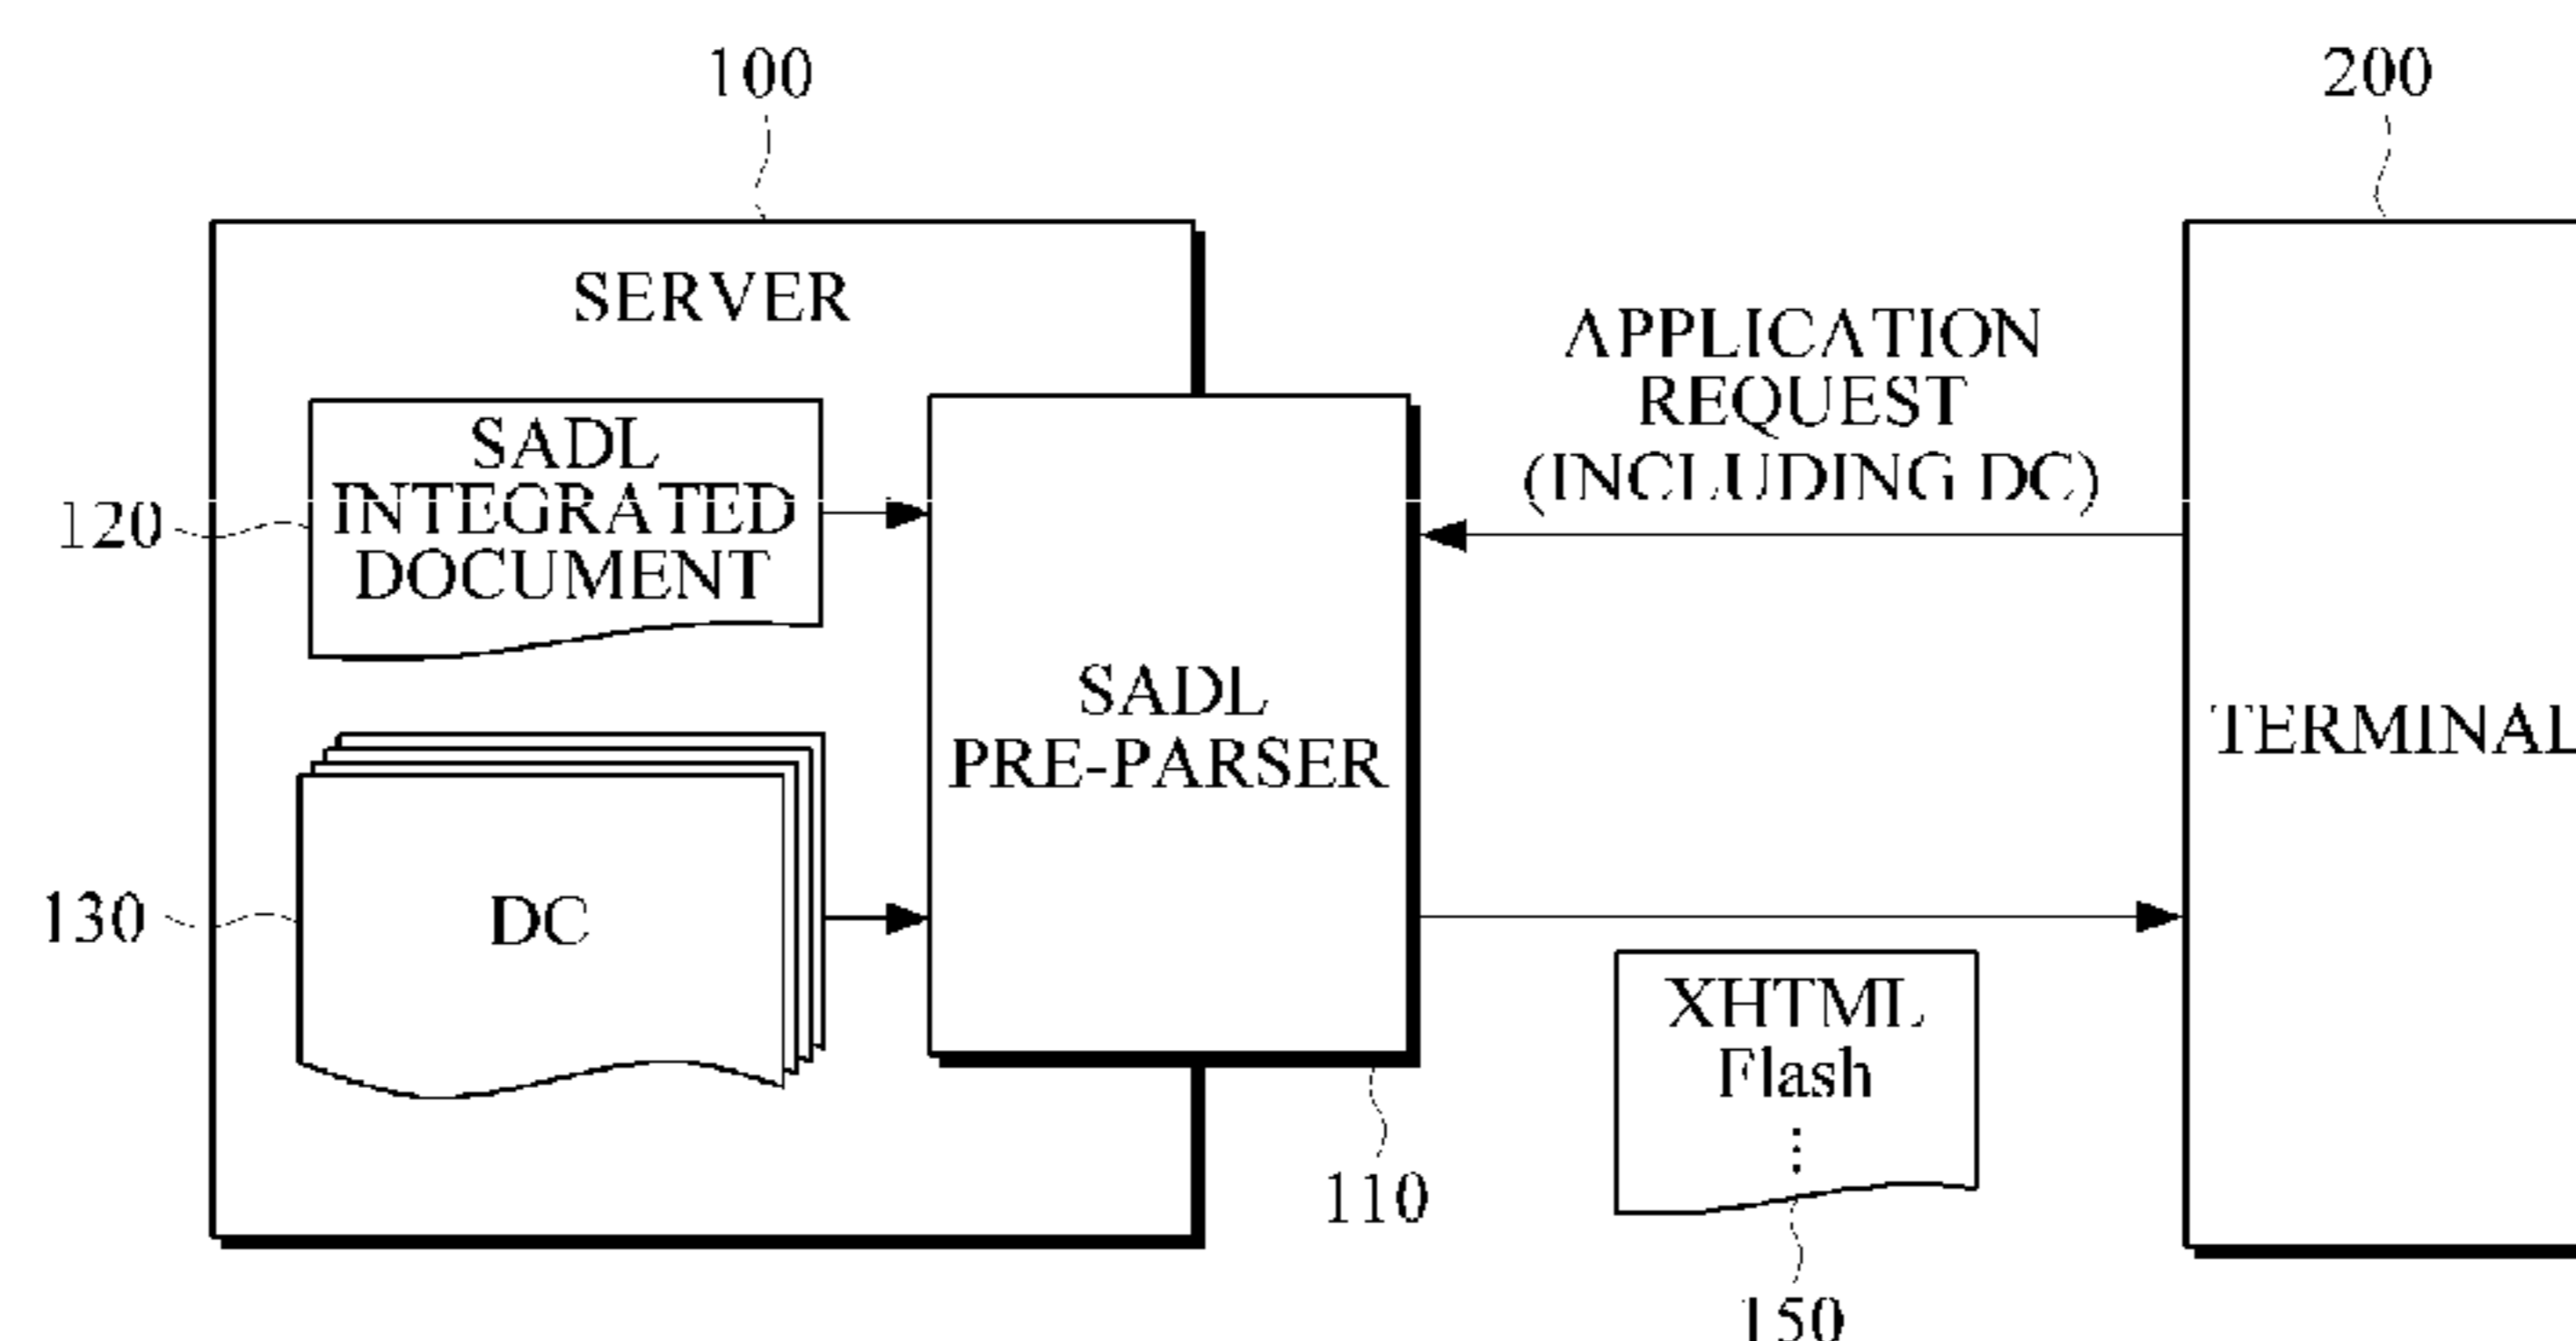 100
200
SERVER
APPLICATION
REQUEST
(INCLUDING DC)
SADL
INTEGRATED
DOCUMENT
120
SADL
PRE-PARSER
TERMINAL
130
DC
XHTML
Flash
⋮
110
150